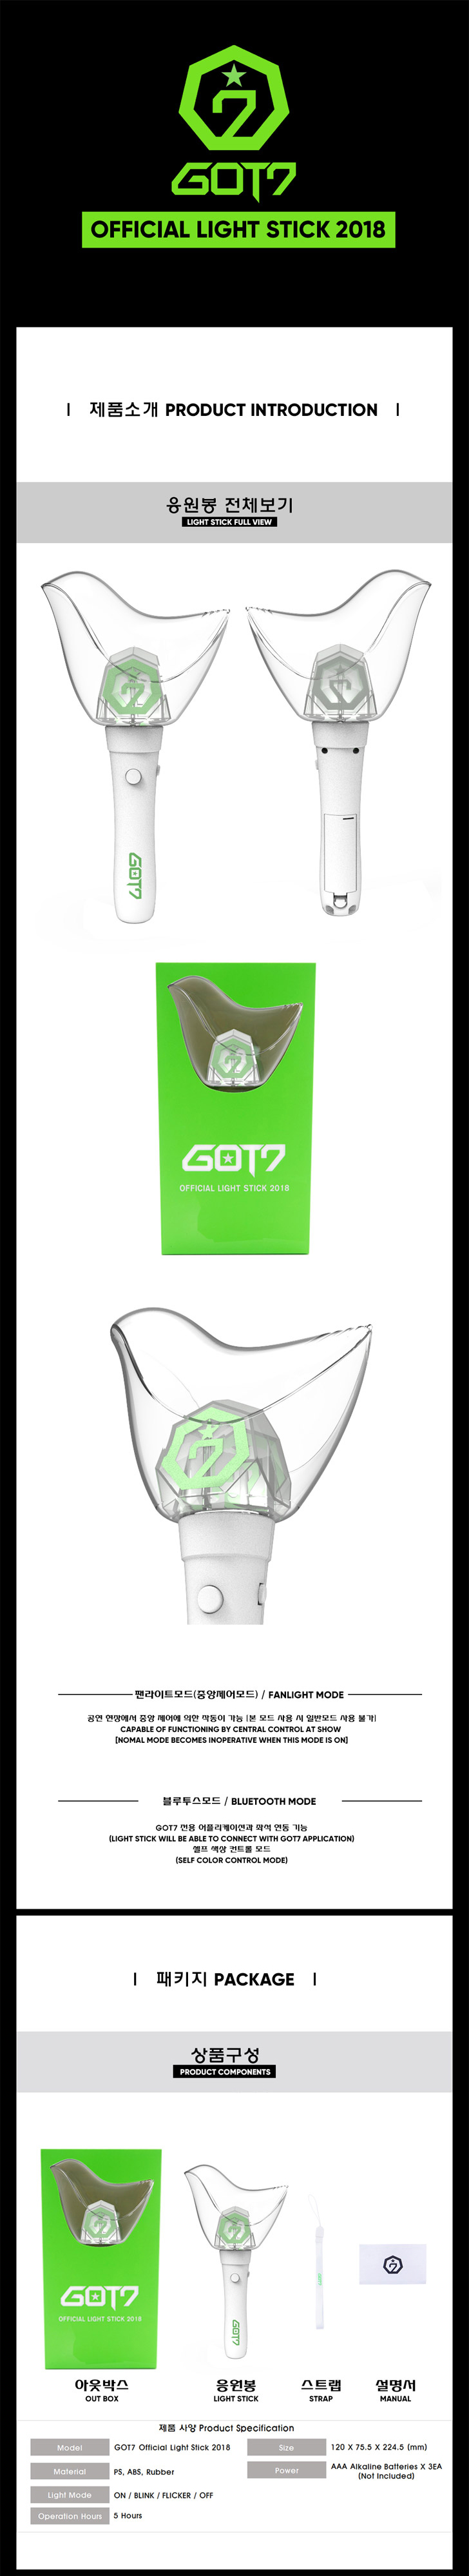 GOT7
OFFICIAL LIGHT STICK 2018
제품소개 PRODUCT INTRODUCTION
응원봉 전체보기
LIGHT STICK FULL VIEW
GOT7
GOT7
OFFICIAL LIGHT STICK 2018
팬라이트모드(중앙제어모드) / FANLIGHT MODE
공연 현장에서 중앙 제어에 의한 작동이 가능 [본 모드 사용 시 일반모드 사용 불가]
CAPABLE OF FUNCTIONING BY CENTRAL CONTROL AT SHOW
[NOMAL MODE BECOMES INOPERATIVE WHEN THIS MODE IS ON]
블루투스모드 / BLUETOOTH MODE
GOT7 전용 어플리케이션과 깍석 연동 기능
(LIGHT STICK WILL BE ABLE TO CONNECT WITH GOT7 APPLICATION)
셀프 색상 컨트롤 모드
(SELF COLOR CONTROL MODE)
패키지 PACKAGE
상품구성
PRODUCT COMPONENTS
GOT7
OFFICIAL LIGHT STICK 2018
GOT7
GOT7
아웃박스 응원봉 스트랩 설명서
OUT BOX LIGHT STICK STRAP MANUAL
제품 사양 Product Specification
Model GOT7 Official Light Stick 2018 Size 120 X 75.5 X 224.5 (mm)
Material PS, ABS, Rubber Power AAA Alkaline Batteries X 3EA
(Not Included)
Light Mode ON / BLINK / FLICKER / OFF
Operation Hours 5 Hours